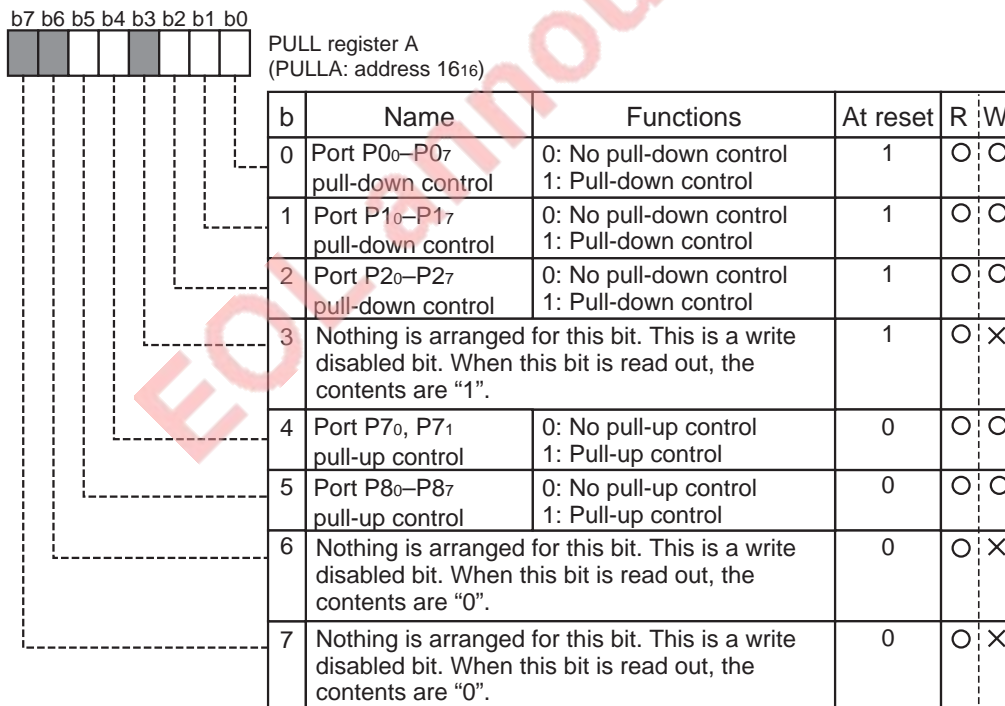 b7 b6 b5 b4 b3 b2 b1 b0
PULL register A
(PULLA: address 1616)
b Name Functions At reset R W
0 Port P00–P07 0: No pull-down control 1 O O
pull-down control 1: Pull-down control
1 Port P10–P17 0: No pull-down control 1 O O
pull-down control 1: Pull-down control
2 Port P20–P27 0: No pull-down control 1 O O
pull-down control 1: Pull-down control
3 Nothing is arranged for this bit. This is a write 1 O ×
disabled bit. When this bit is read out, the
contents are “1”.
4 Port P70, P71 0: No pull-up control 0 O O
pull-up control 1: Pull-up control
5 Port P80–P87 0: No pull-up control 0 O O
pull-up control 1: Pull-up control
6 Nothing is arranged for this bit. This is a write 0 O ×
disabled bit. When this bit is read out, the
contents are “0”.
7 Nothing is arranged for this bit. This is a write 0 O ×
disabled bit. When this bit is read out, the
contents are “0”.
EOL